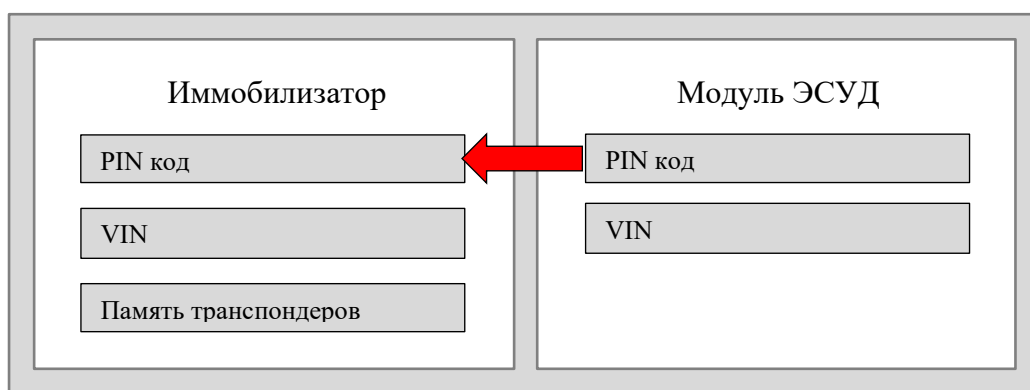 Иммобилизатор
PIN код
VIN
Память транспондеров
Модуль ЭСУД
PIN код
VIN